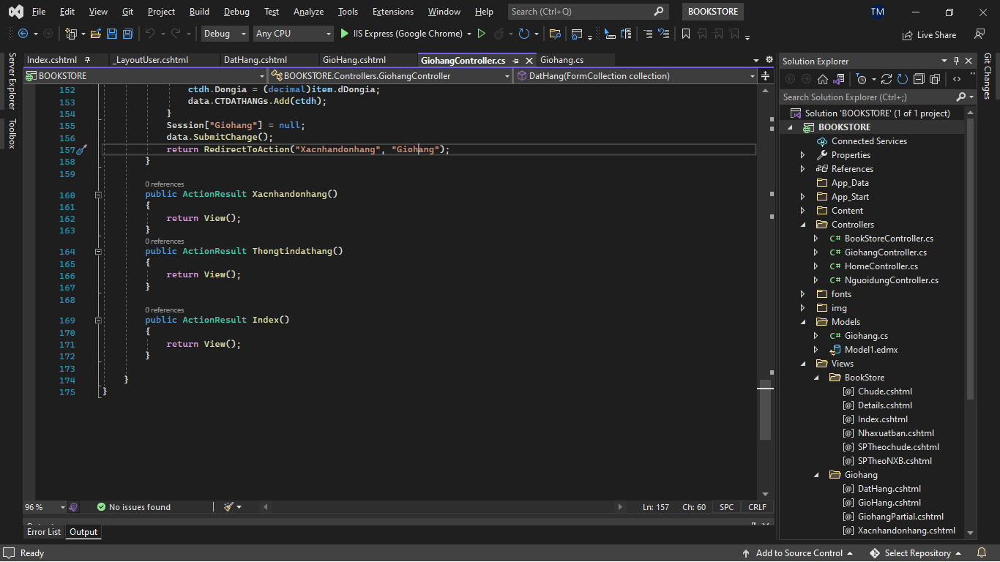 File Edit View Git Project Build Debug Test Analyze Tools Extensions Window Help Search (Ctrl+Q) BOOKSTORE TM
Debug Any CPU IIS Express (Google Chrome) Live Share
Server Explorer
Toolbox
Index.cshtml _LayoutUser.cshtml DatHang.cshtml GioHang.cshtml GiohangController.cs Giohang.cs
BOOKSTORE BOOKSTORE.Controllers.GiohangController DatHang(FormCollection collection)
152 ctdh.Dongia = (decimal)item.dDongia;
153 data.CTDATHANGs.Add(ctdh);
154 }
155 Session["Giohang"] = null;
156 data.SubmitChange();
157 return RedirectToAction("Xacnhandonhang", "Giohang");
158 }
159
0 references
160 public ActionResult Xacnhandonhang()
161 {
162 return View();
163 }
0 references
164 public ActionResult Thongtindathang()
165 {
166 return View();
167 }
168
0 references
169 public ActionResult Index()
170 {
171 return View();
172 }
173
174 }
175 }
96 % No issues found Ln: 157 Ch: 60 SPC CRLF
Error List Output
Solution Explorer
Search Solution Explorer (Ctrl+;)
Solution 'BOOKSTORE' (1 of 1 project)
BOOKSTORE
Connected Services
Properties
References
App_Data
App_Start
Content
Controllers
C# BookStoreController.cs
C# GiohangController.cs
C# HomeController.cs
C# NguoidungController.cs
fonts
img
Models
C# Giohang.cs
Model1.edmx
Views
BookStore
[@] Chude.cshtml
[@] Details.cshtml
[@] Index.cshtml
[@] Nhaxuatban.cshtml
[@] SPTheochude.cshtml
[@] SPTheoNXB.cshtml
Giohang
[@] DatHang.cshtml
[@] GioHang.cshtml
[@] GiohangPartial.cshtml
[@] Xacnhandonhang.cshtml
Git Changes
Ready Add to Source Control Select Repository